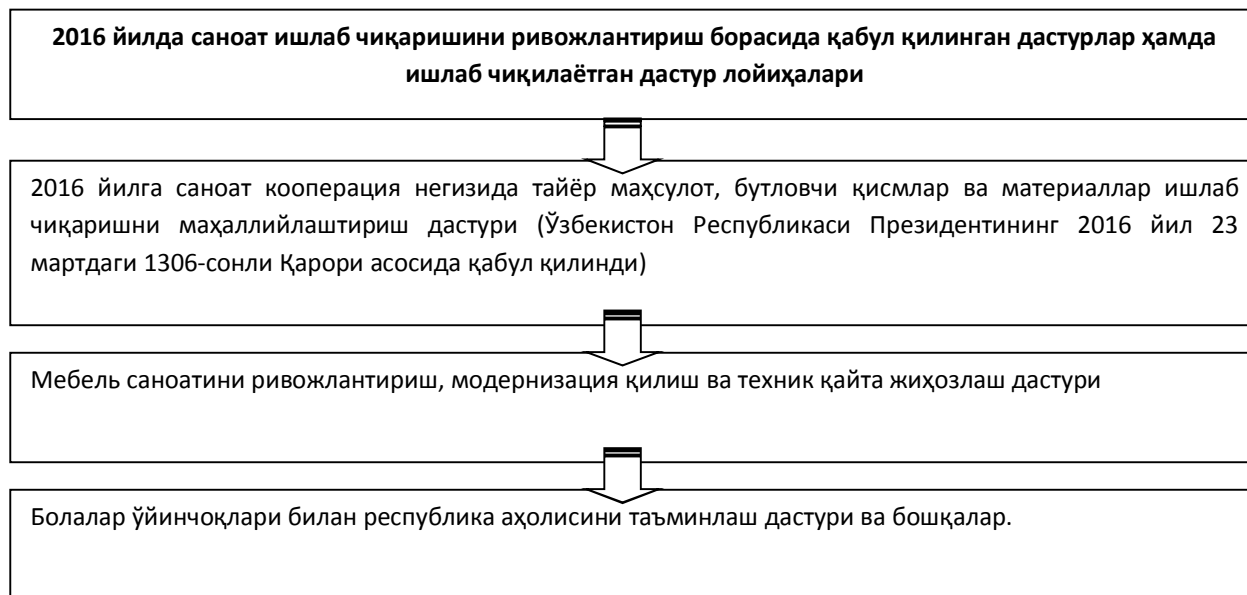 2016 йилда саноат ишлаб чиқаришини ривожлантириш борасида қабул қилинган дастурлар ҳамда
ишлаб чиқилаётган дастур лойиҳалари
2016 йилга саноат кооперация негизида тайёр маҳсулот, бутловчи қисмлар ва материаллар ишлаб
чиқаришни маҳаллийлаштириш дастури (Ўзбекистон Республикаси Президентининг 2016 йил 23
мартдаги 1306-сонли Қарори асосида қабул қилинди)
Мебель саноатини ривожлантириш, модернизация қилиш ва техник қайта жиҳозлаш дастури
Болалар ўйинчоқлари билан республика аҳолисини таъминлаш дастури ва бошқалар.